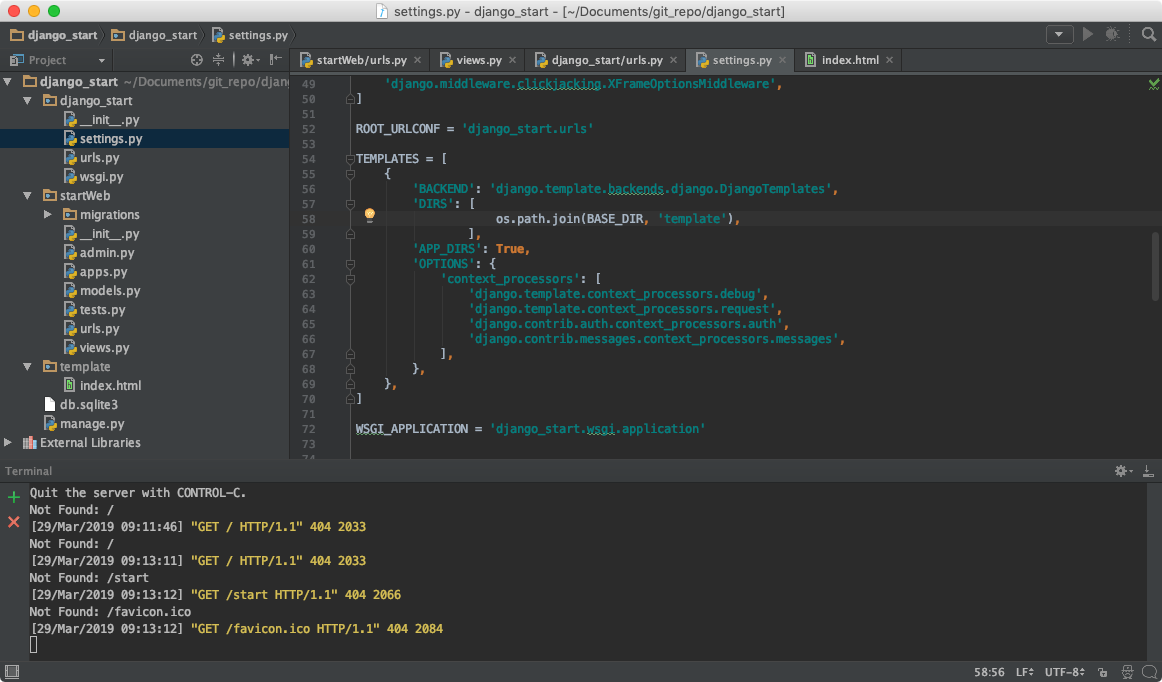 settings.py - django_start - [~/Documents/git_repo/django_start]
django_start django_start settings.py
Project
startWeb/urls.py views.py django_start/urls.py settings.py index.html
django_start ~/Documents/git_repo/djang
django_start
__init__.py
settings.py
urls.py
wsgi.py
startWeb
migrations
__init__.py
admin.py
apps.py
models.py
tests.py
urls.py
views.py
template
index.html
db.sqlite3
manage.py
External Libraries
49 'django.middleware.clickjacking.XFrameOptionsMiddleware',
50 ]
51
52 ROOT_URLCONF = 'django_start.urls'
53
54 TEMPLATES = [
55 {
56 'BACKEND': 'django.template.backends.django.DjangoTemplates',
57 'DIRS': [
58 os.path.join(BASE_DIR, 'template'),
59 ],
60 'APP_DIRS': True,
61 'OPTIONS': {
62 'context_processors': [
63 'django.template.context_processors.debug',
64 'django.template.context_processors.request',
65 'django.contrib.auth.context_processors.auth',
66 'django.contrib.messages.context_processors.messages',
67 ],
68 },
69 },
70 ]
71
72 WSGI_APPLICATION = 'django_start.wsgi.application'
73
74
Terminal
Quit the server with CONTROL-C.
Not Found: /
[29/Mar/2019 09:11:46] "GET / HTTP/1.1" 404 2033
Not Found: /
[29/Mar/2019 09:13:11] "GET / HTTP/1.1" 404 2033
Not Found: /start
[29/Mar/2019 09:13:12] "GET /start HTTP/1.1" 404 2066
Not Found: /favicon.ico
[29/Mar/2019 09:13:12] "GET /favicon.ico HTTP/1.1" 404 2084
58:56 LF UTF-8